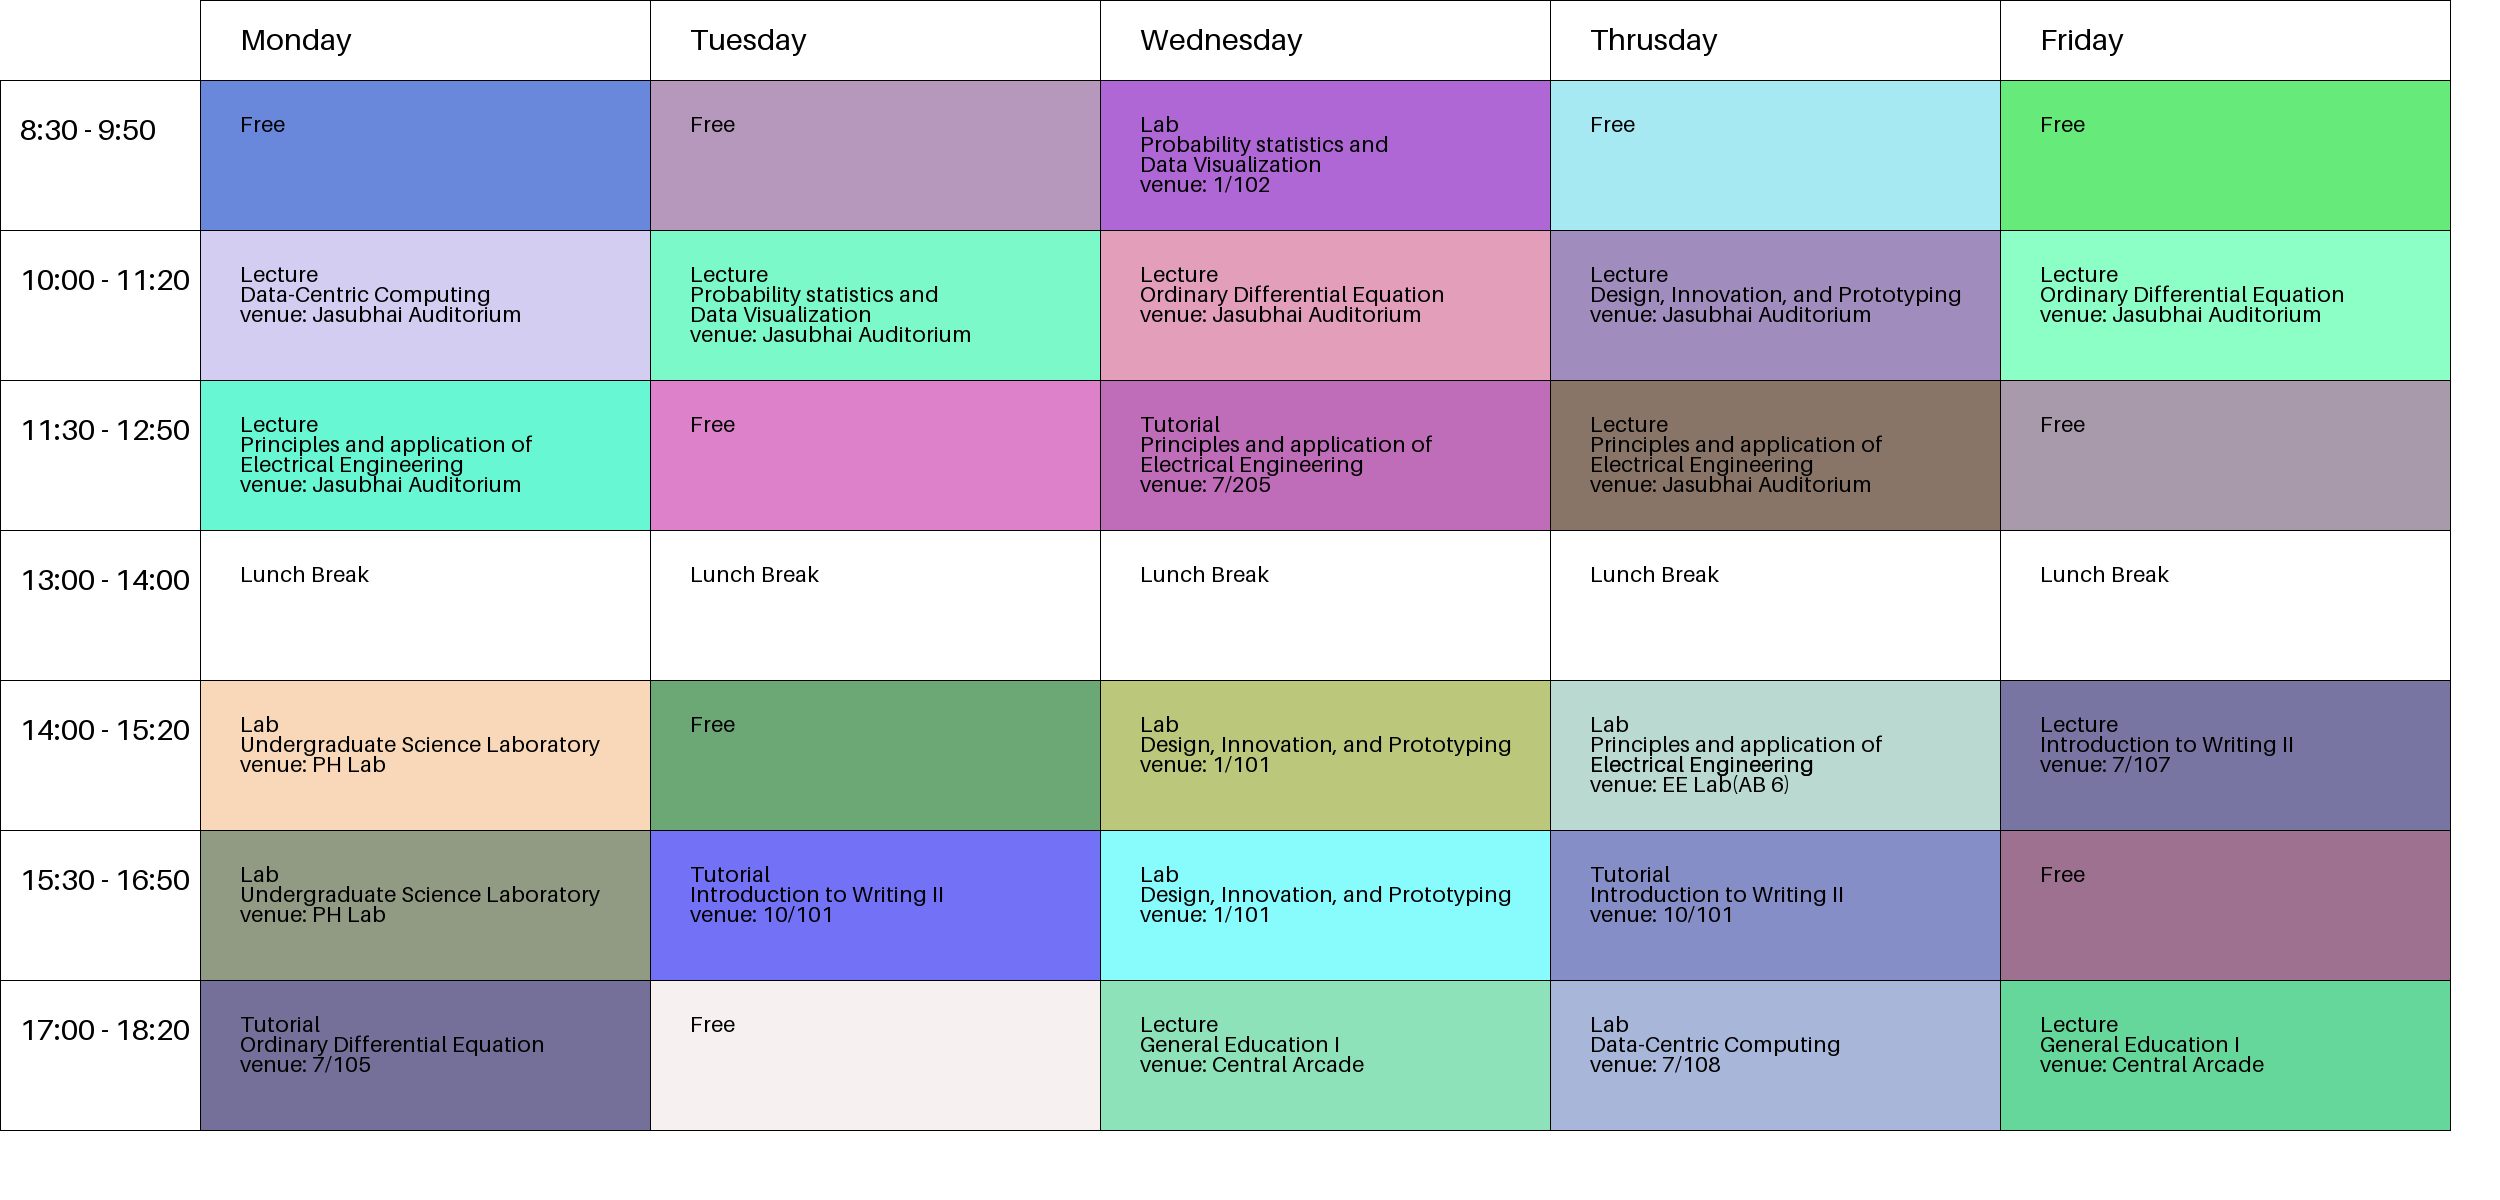 Monday
Tuesday
Wednesday
Thrusday
Friday
8:30 - 9:50
Free
Free
Lab
Probability statistics and
Data Visualization
venue: 1/102
Free
Free
10:00 - 11:20
Lecture
Data-Centric Computing
venue: Jasubhai Auditorium
Lecture
Probability statistics and
Data Visualization
venue: Jasubhai Auditorium
Lecture
Ordinary Differential Equation
venue: Jasubhai Auditorium
Lecture
Design, Innovation, and Prototyping
venue: Jasubhai Auditorium
Lecture
Ordinary Differential Equation
venue: Jasubhai Auditorium
11:30 - 12:50
Lecture
Principles and application of
Electrical Engineering
venue: Jasubhai Auditorium
Free
Tutorial
Principles and application of
Electrical Engineering
venue: 7/205
Lecture
Principles and application of
Electrical Engineering
venue: Jasubhai Auditorium
Free
13:00 - 14:00
Lunch Break
Lunch Break
Lunch Break
Lunch Break
Lunch Break
14:00 - 15:20
Lab
Undergraduate Science Laboratory
venue: PH Lab
Free
Lab
Design, Innovation, and Prototyping
venue: 1/101
Lab
Principles and application of
Electrical Engineering
venue: EE Lab(AB 6)
Lecture
Introduction to Writing II
venue: 7/107
15:30 - 16:50
Lab
Undergraduate Science Laboratory
venue: PH Lab
Tutorial
Introduction to Writing II
venue: 10/101
Lab
Design, Innovation, and Prototyping
venue: 1/101
Tutorial
Introduction to Writing II
venue: 10/101
Free
17:00 - 18:20
Tutorial
Ordinary Differential Equation
venue: 7/105
Free
Lecture
General Education I
venue: Central Arcade
Lab
Data-Centric Computing
venue: 7/108
Lecture
General Education I
venue: Central Arcade